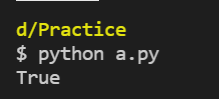 d/Practice
$ python a.py
True